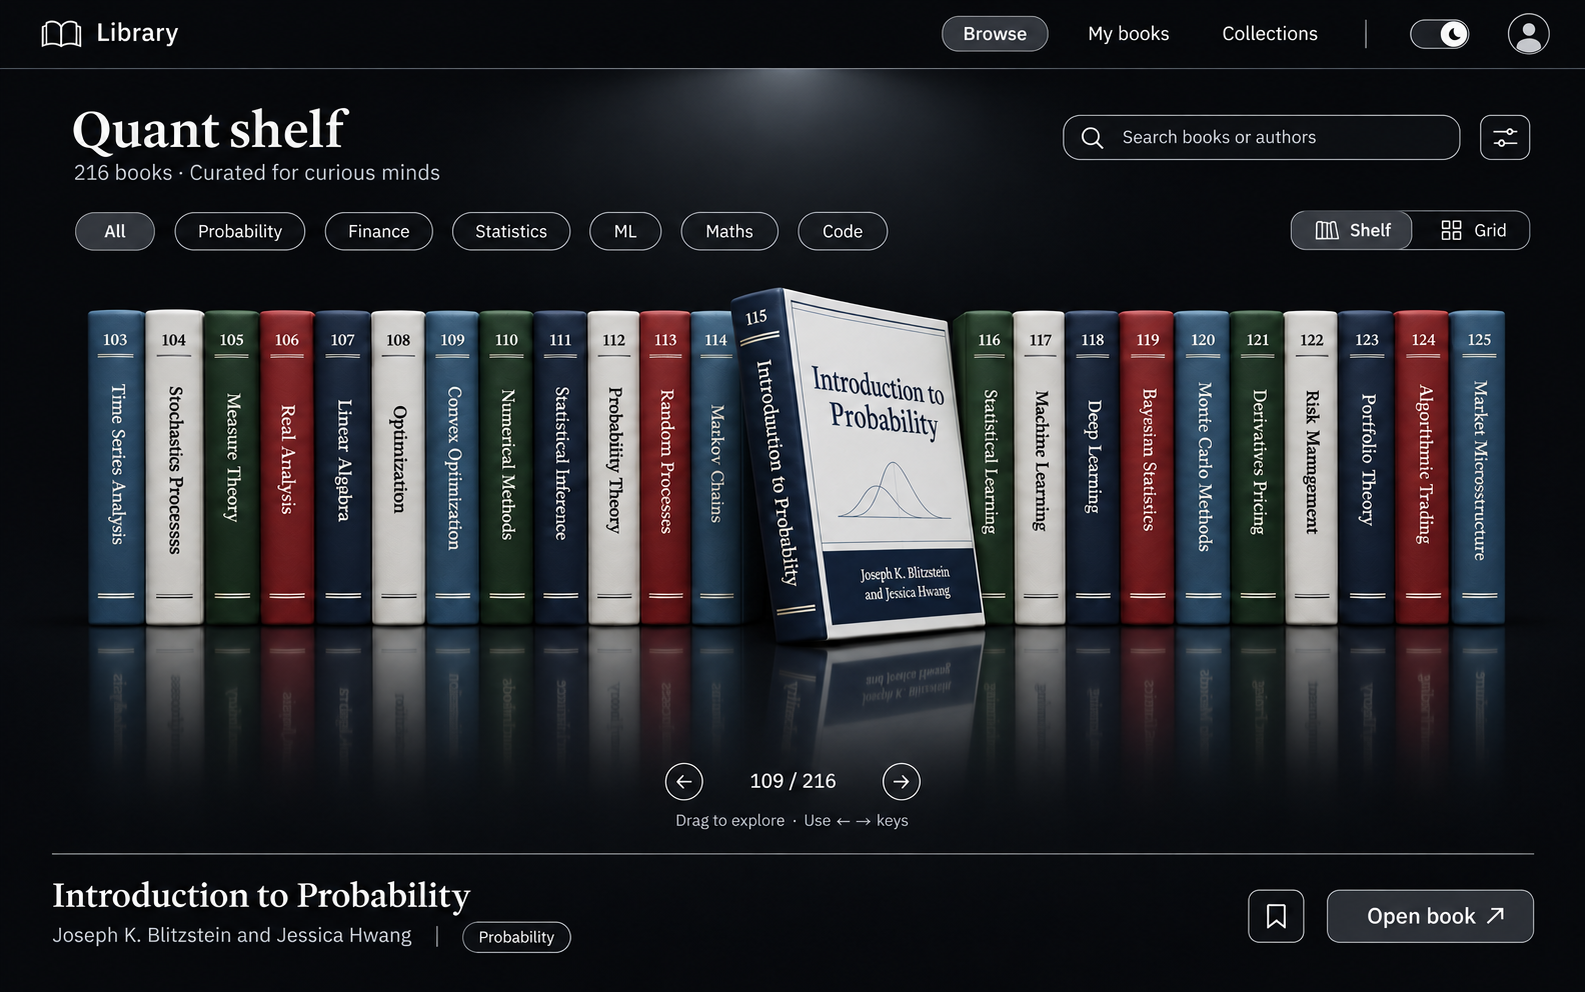 Library
Browse
My books
Collections
Quant shelf
216 books · Curated for curious minds
Search books or authors
All
Probability
Finance
Statistics
ML
Maths
Code
Shelf
Grid
103
Time Series Analysis
104
Stochastics Processss
105
Measure Theory
106
Real Analysis
107
Linear Algabra
108
Optimization
109
Convex Optimization
110
Numerical Methods
111
Statistical Inference
112
Probability Theory
113
Random Processes
114
Markov Chains
115
Introduution to Probablity
Introduction to
Probability
Joseph K. Blitzstein
and Jessica Hwang
116
Statistical Learning
117
Machine Learning
118
Deep Learning
119
Bayesian Statistics
120
Monte Carlo Methods
121
Derivatives Pricing
122
Risk Management
123
Portfolio Theory
124
Algortthmic Trading
125
Market Micosstructure
← 109 / 216 →
Drag to explore · Use ← → keys
Introduction to Probability
Joseph K. Blitzstein and Jessica Hwang | Probability
Open book ↗